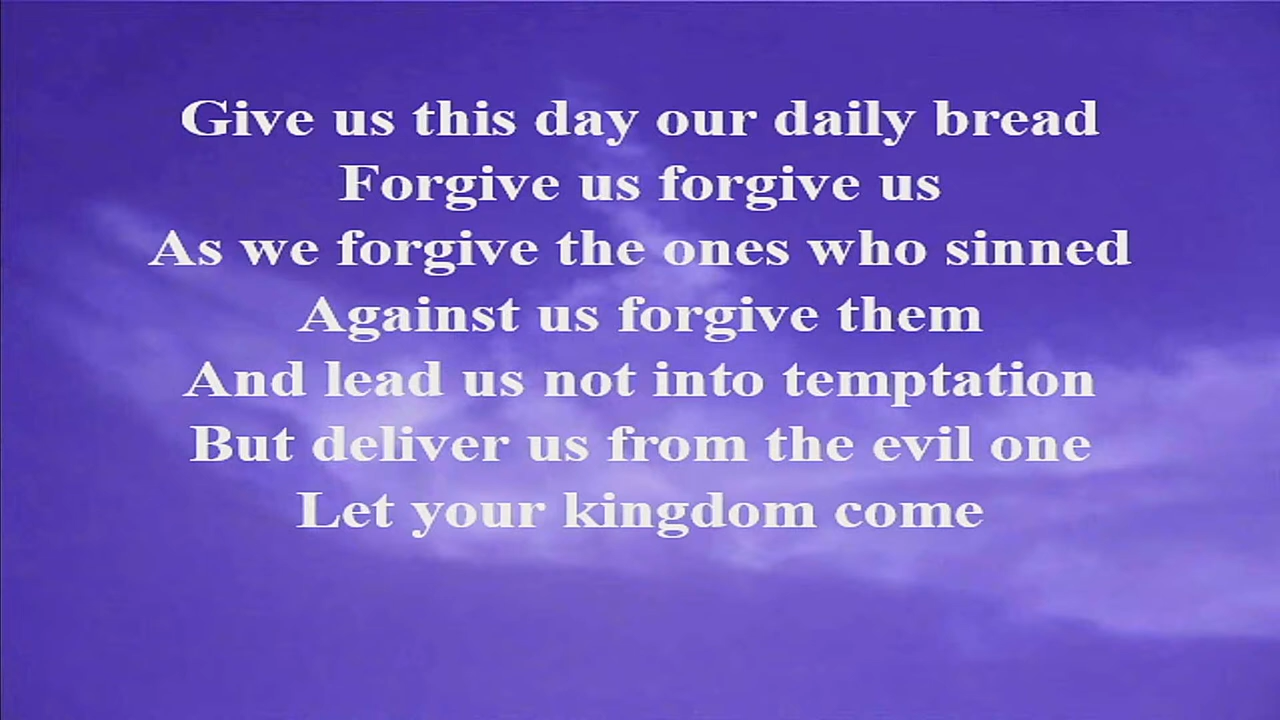 Give us this day our daily bread
Forgive us forgive us
As we forgive the ones who sinned
Against us forgive them
And lead us not into temptation
But deliver us from the evil one
Let your kingdom come